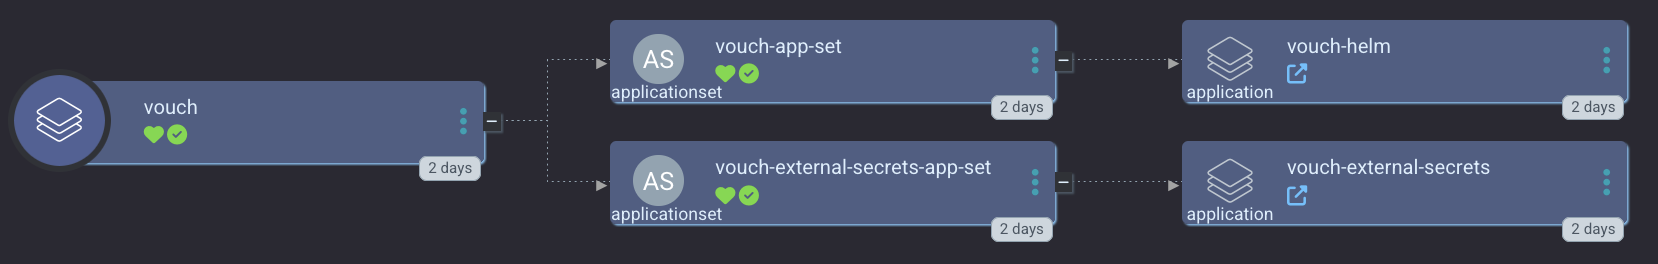 vouch
2 days
AS
vouch-app-set
applicationset
2 days
vouch-helm
application
2 days
AS
vouch-external-secrets-app-set
applicationset
2 days
vouch-external-secrets
application
2 days